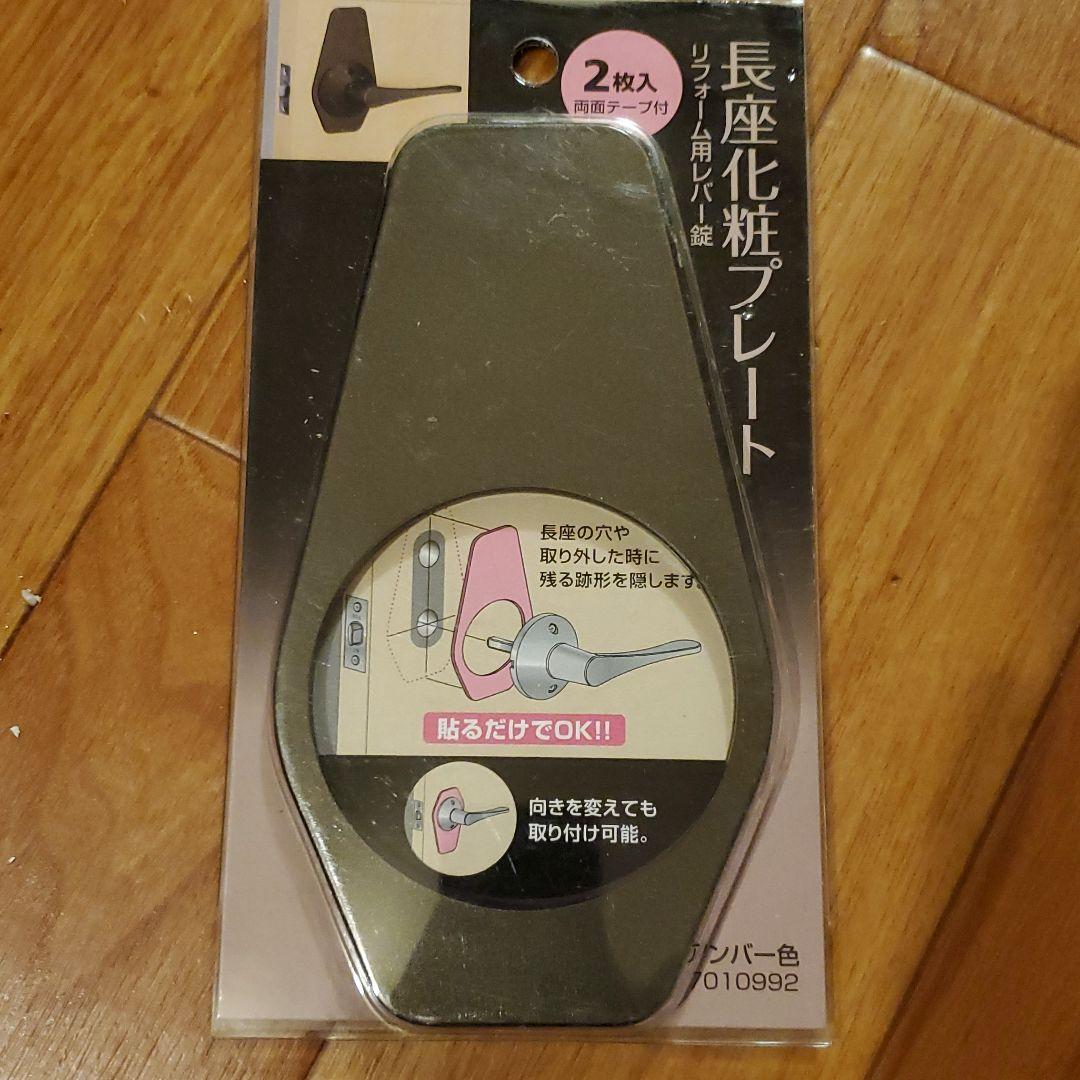 長座化粧プレート
リフォーム用レバー錠
2枚入
両面テープ付
長座の穴や
取り外した時に
残る跡形を隠します。
貼るだけでOK!!
向きを変えても
取り付け可能。
アンバー色
7010992